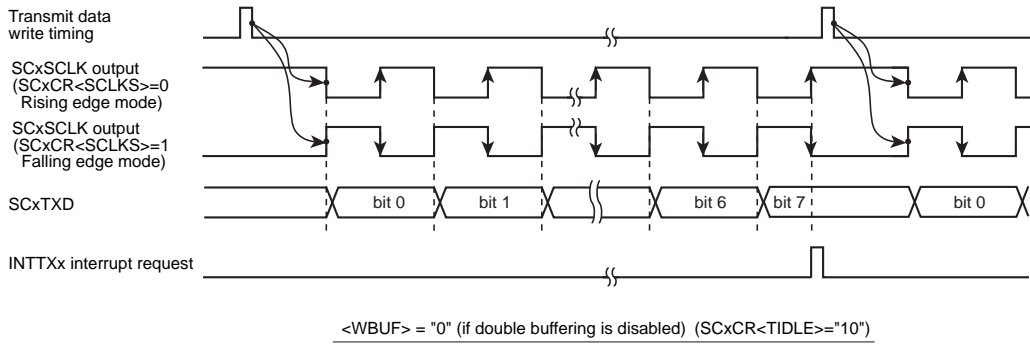 Transmit data
write timing
SCxSCLK output
(SCxCR<SCLKS>=0
Rising edge mode)
SCxSCLK output
(SCxCR<SCLKS>=1
Falling edge mode)
SCxTXD
bit 0
bit 1
bit 6
bit 7
bit 0
INTTXx interrupt request
<WBUF> = "0" (if double buffering is disabled) (SCxCR<TIDLE>="10")